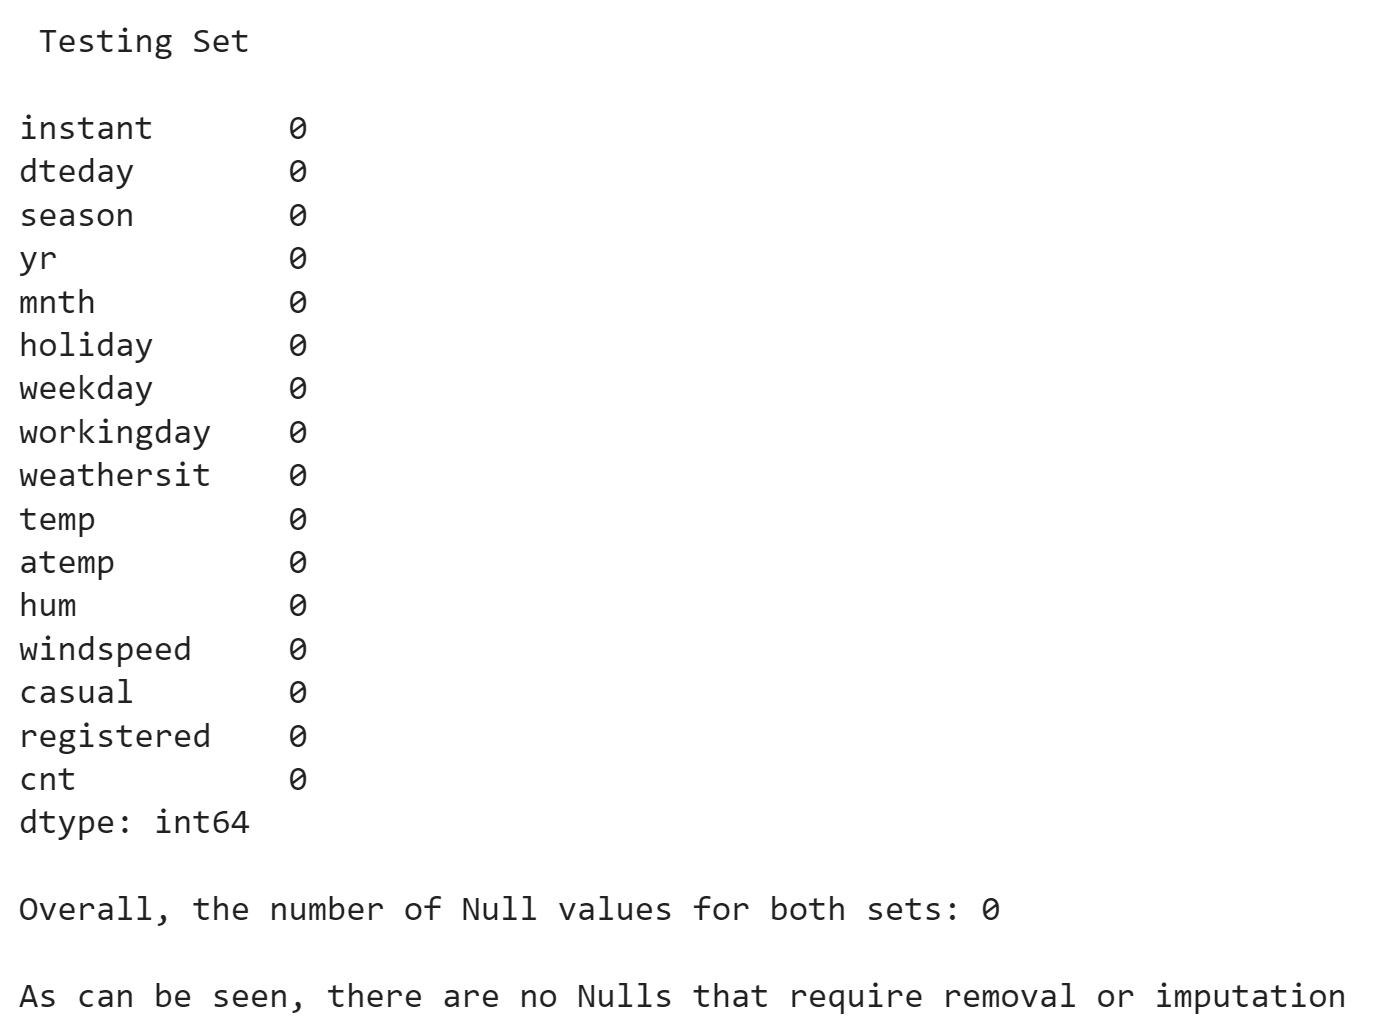 Testing Set
instant 0
dteday 0
season 0
yr 0
mnth 0
holiday 0
weekday 0
workingday 0
weathersit 0
temp 0
atemp 0
hum 0
windspeed 0
casual 0
registered 0
cnt 0
dtype: int64
Overall, the number of Null values for both sets: 0
As can be seen, there are no Nulls that require removal or imputation